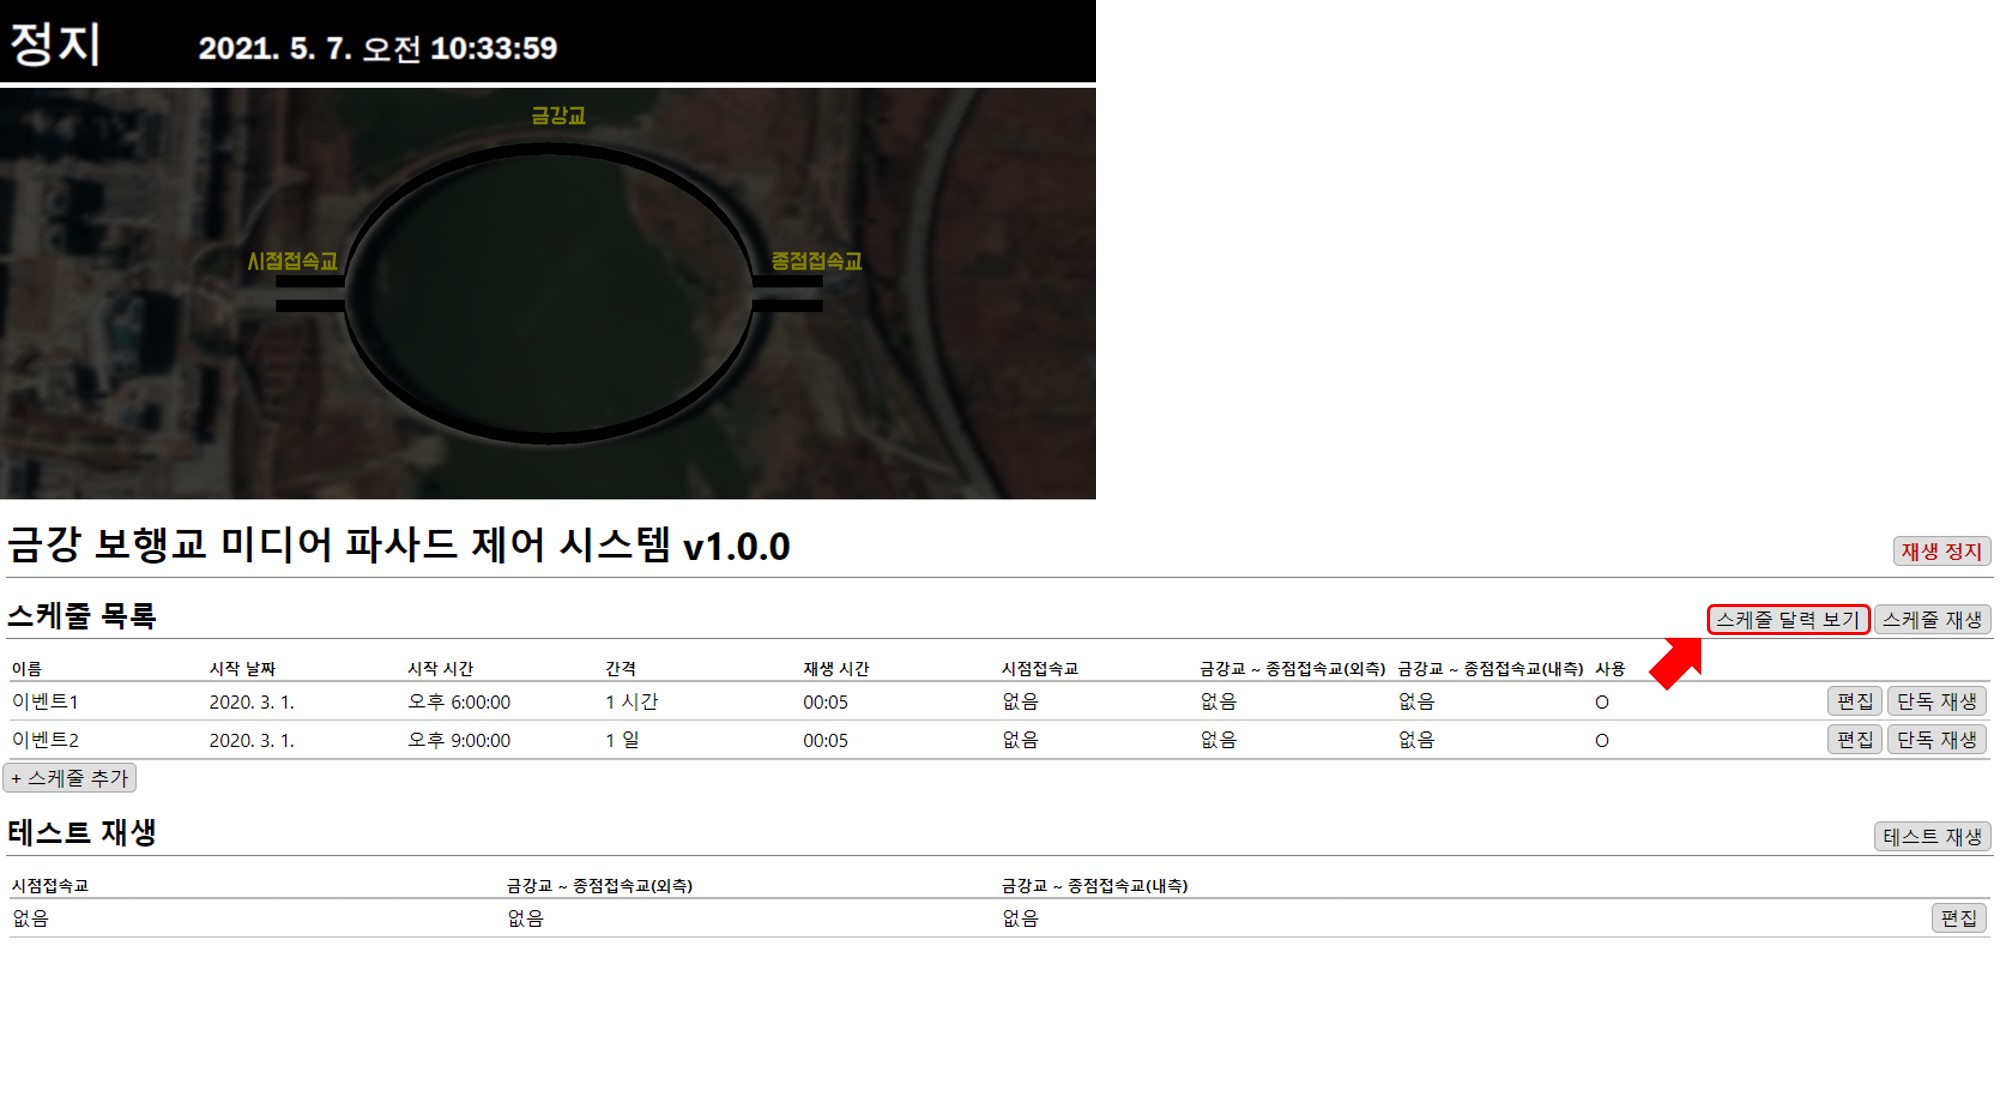 정지 2021. 5. 7. 오전 10:33:59
금강교
시점접속교 종점접속교
금강 보행교 미디어 파사드 제어 시스템 v1.0.0 재생 정지
스케줄 목록 스케줄 달력 보기 스케줄 재생
이름 시작 날짜 시작 시간 간격 재생 시간 시점접속교 금강교 ~ 종점접속교(외측) 금강교 ~ 종점접속교(내측) 사용
이벤트1 2020. 3. 1. 오후 6:00:00 1 시간 00:05 없음 없음 없음 O 편집 단독 재생
이벤트2 2020. 3. 1. 오후 9:00:00 1 일 00:05 없음 없음 없음 O 편집 단독 재생
+ 스케줄 추가
테스트 재생 테스트 재생
시점접속교 금강교 ~ 종점접속교(외측) 금강교 ~ 종점접속교(내측)
없음 없음 없음 편집